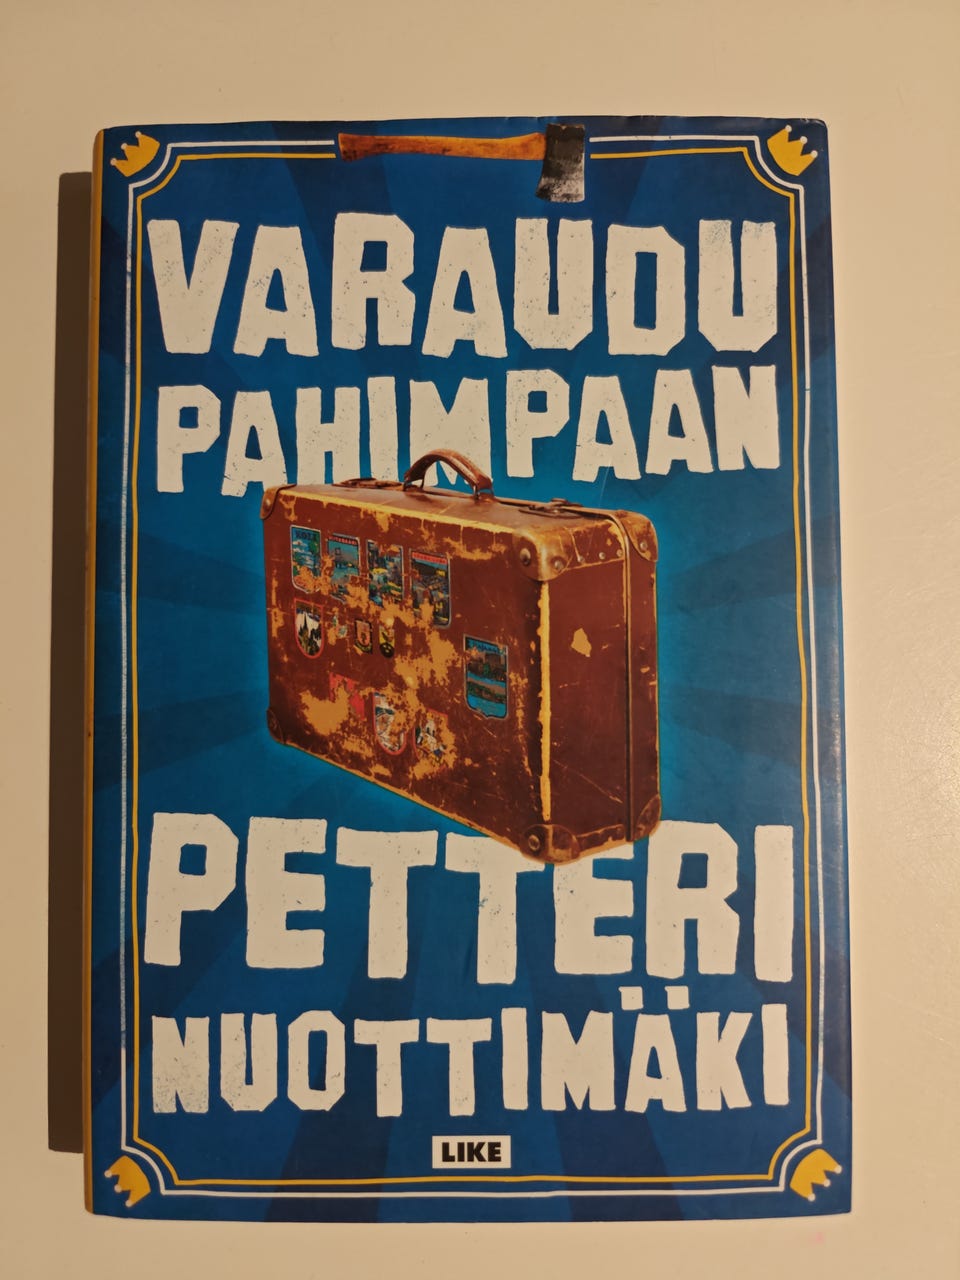 VARAUDU
PAHIMPAAN
PETTERI
NUOTTIMÄKI
LIKE